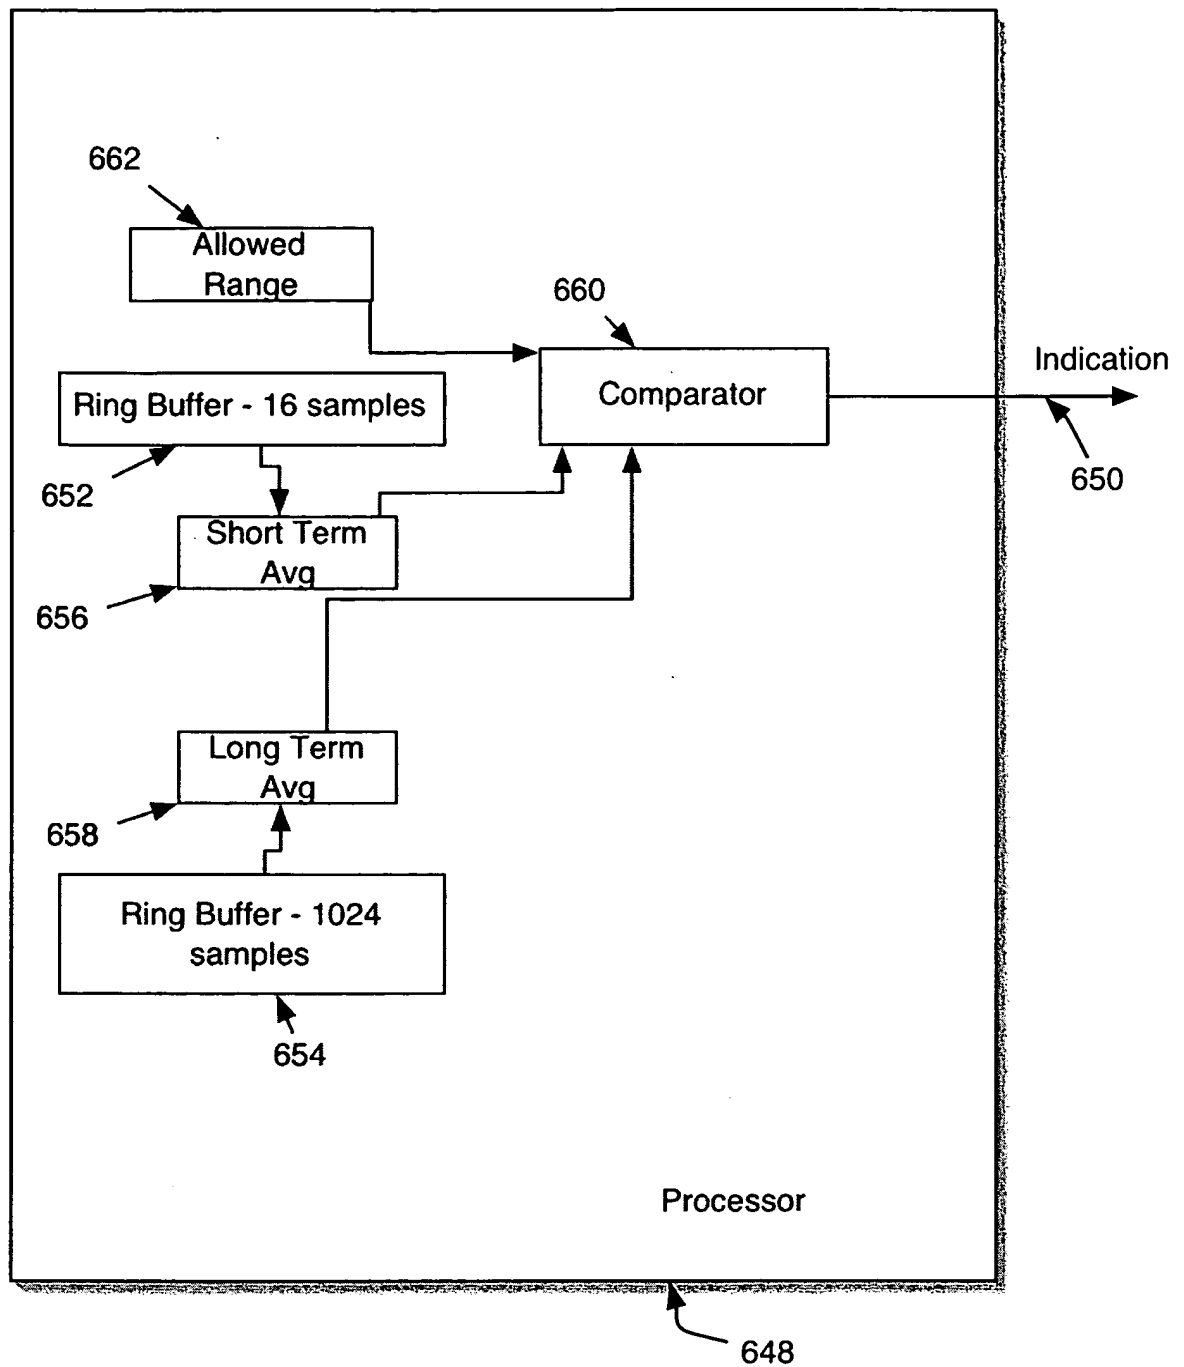 662
Allowed
Range
660
Indication
Comparator
Ring Buffer - 16 samples
650
652
Short Term
Avg
656
Long Term
Avg
658
Ring Buffer - 1024
samples
654
Processor
648